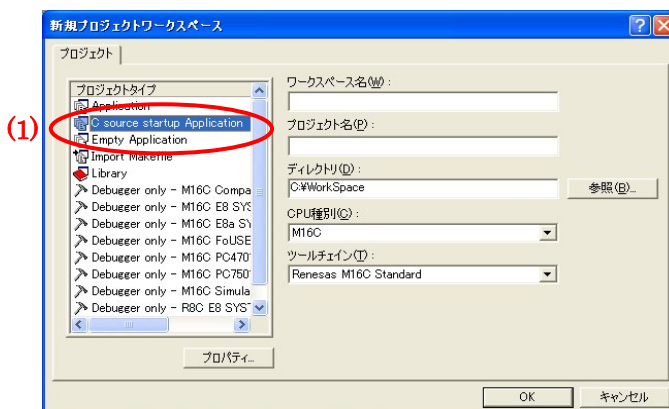 新規プロジェクトワークスペース
プロジェクト
プロジェクトタイプ
Application
(1)
C source startup Application
Empty Application
Import Makefile
Library
Debugger only - M16C Compa
Debugger only - M16C E8 SYS
Debugger only - M16C E8a SY
Debugger only - M16C FoUSE
Debugger only - M16C PC470
Debugger only - M16C PC750
Debugger only - M16C Simula
Debugger only - R8C E8 SYS
プロパティ...
ワークスペース名(W):
プロジェクト名(P):
ディレクトリ(D):
C:¥WorkSpace
参照(B)...
CPU種別(C):
M16C
ツールチェイン(T):
Renesas M16C Standard
OK
キャンセル